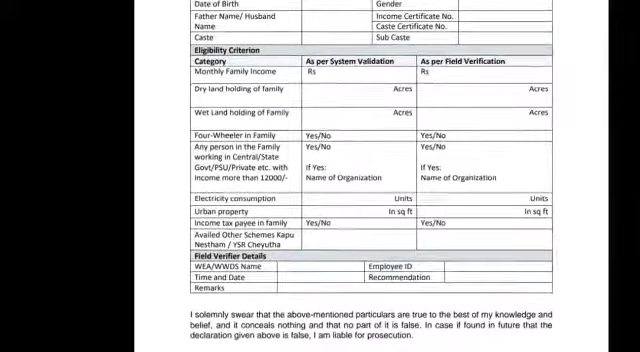 Date of Birth Gender
Father Name/ Husband Name Income Certificate No.
Caste Certificate No.
Caste Sub Caste
Eligibility Criterion
Category As per System Validation As per Field Verification
Monthly Family Income Rs Rs
Dry land holding of family Acres Acres
Wet Land holding of Family Acres Acres
Four-Wheeler in Family Yes/No Yes/No
Any person in the Family Yes/No Yes/No
working in Central/State
Govt/PSU/Private etc. with If Yes: If Yes:
income more than 12000/- Name of Organization Name of Organization
Electricity consumption Units Units
Urban property In sq ft In sq ft
Income tax payee in family Yes/No Yes/No
Availed Other Schemes Kapu
Nestham / YSR Cheyutha
Field Verifier Details
WEA/WWDS Name Employee ID
Time and Date Recommendation
Remarks
I solemnly swear that the above-mentioned particulars are true to the best of my knowledge and
belief, and it conceals nothing and that no part of it is false. In case if found in future that the
declaration given above is false, I am liable for prosecution.